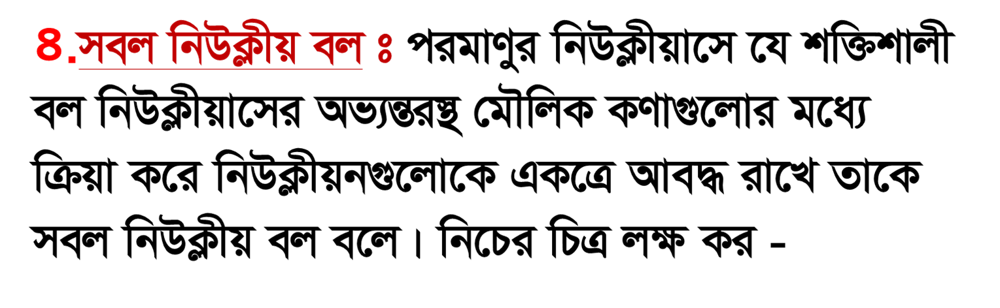 ৪.সবল নিউক্লীয় বল ঃ পরমাণুর নিউক্লীয়াসে যে শক্তিশালী
বল নিউক্লীয়াসের অভ্যন্তরস্থ মৌলিক কণাগুলোর মধ্যে
ক্রিয়া করে নিউক্লীয়নগুলোকে একত্রে আবদ্ধ রাখে তাকে
সবল নিউক্লীয় বল বলে। নিচের চিত্র লক্ষ কর -